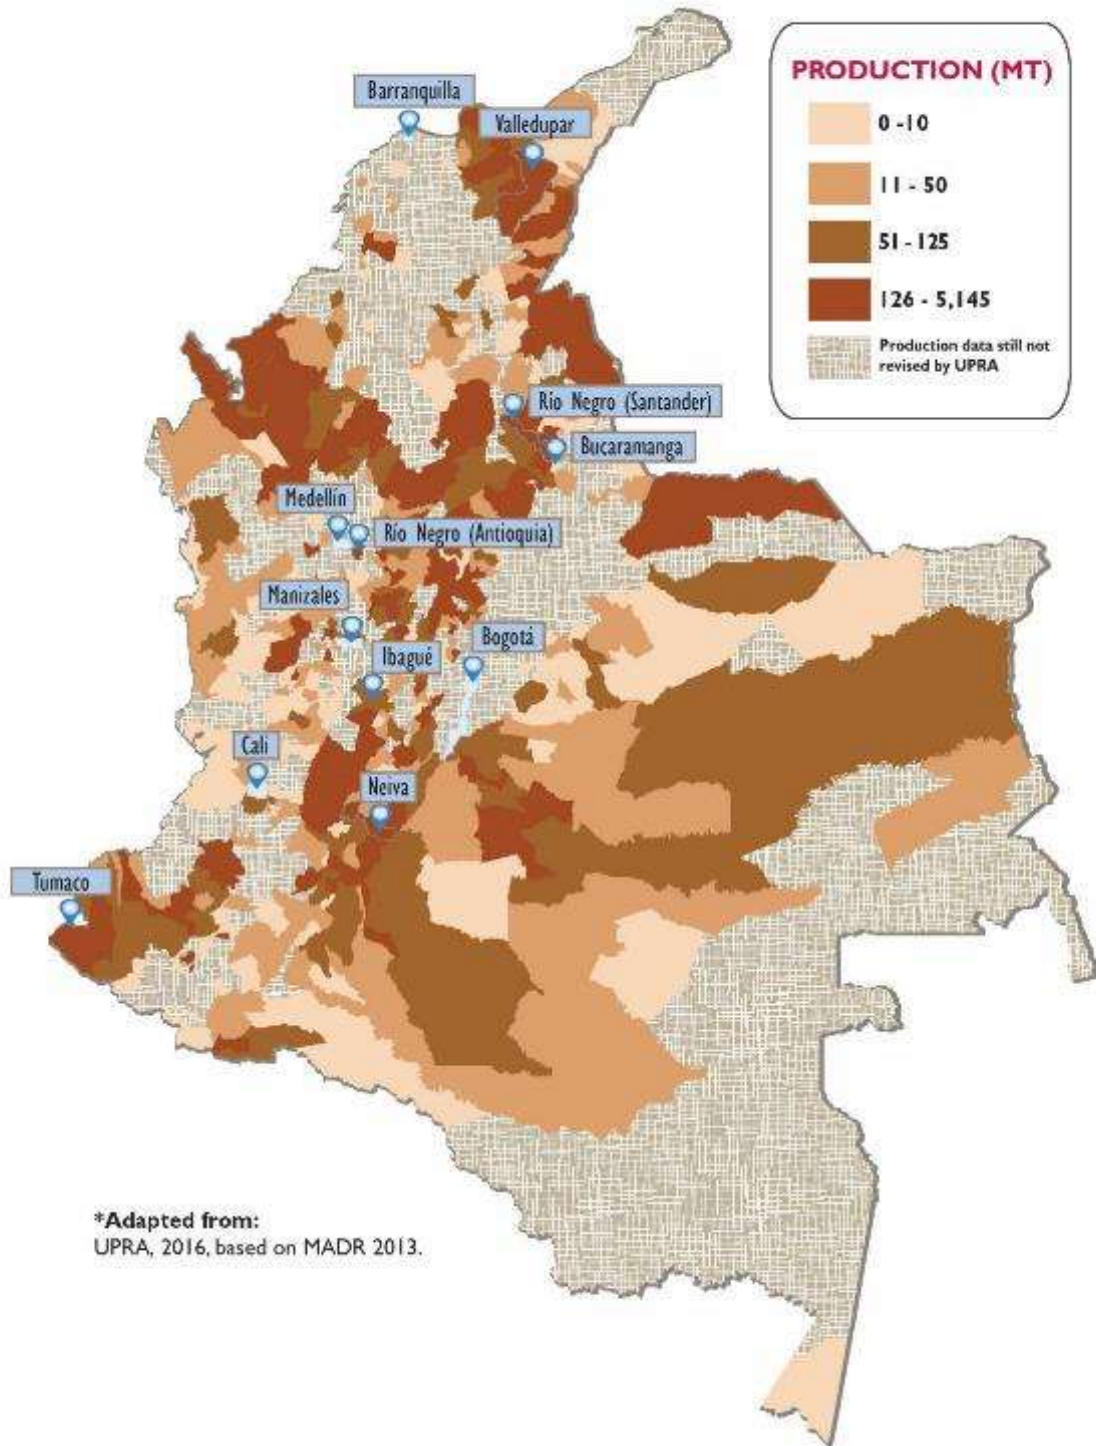 Barranquilla
Valledupar
PRODUCTION (MT)
0 -10
11 - 50
51 - 125
126 - 5,145
Production data still not
revised by UPRA
Río Negro (Santander)
Bucaramanga
Medellín
Río Negro (Antioquia)
Manizales
Ibagué
Bogotá
Cali
Neiva
Tumaco
*Adapted from:
UPRA, 2016, based on MADR 2013.